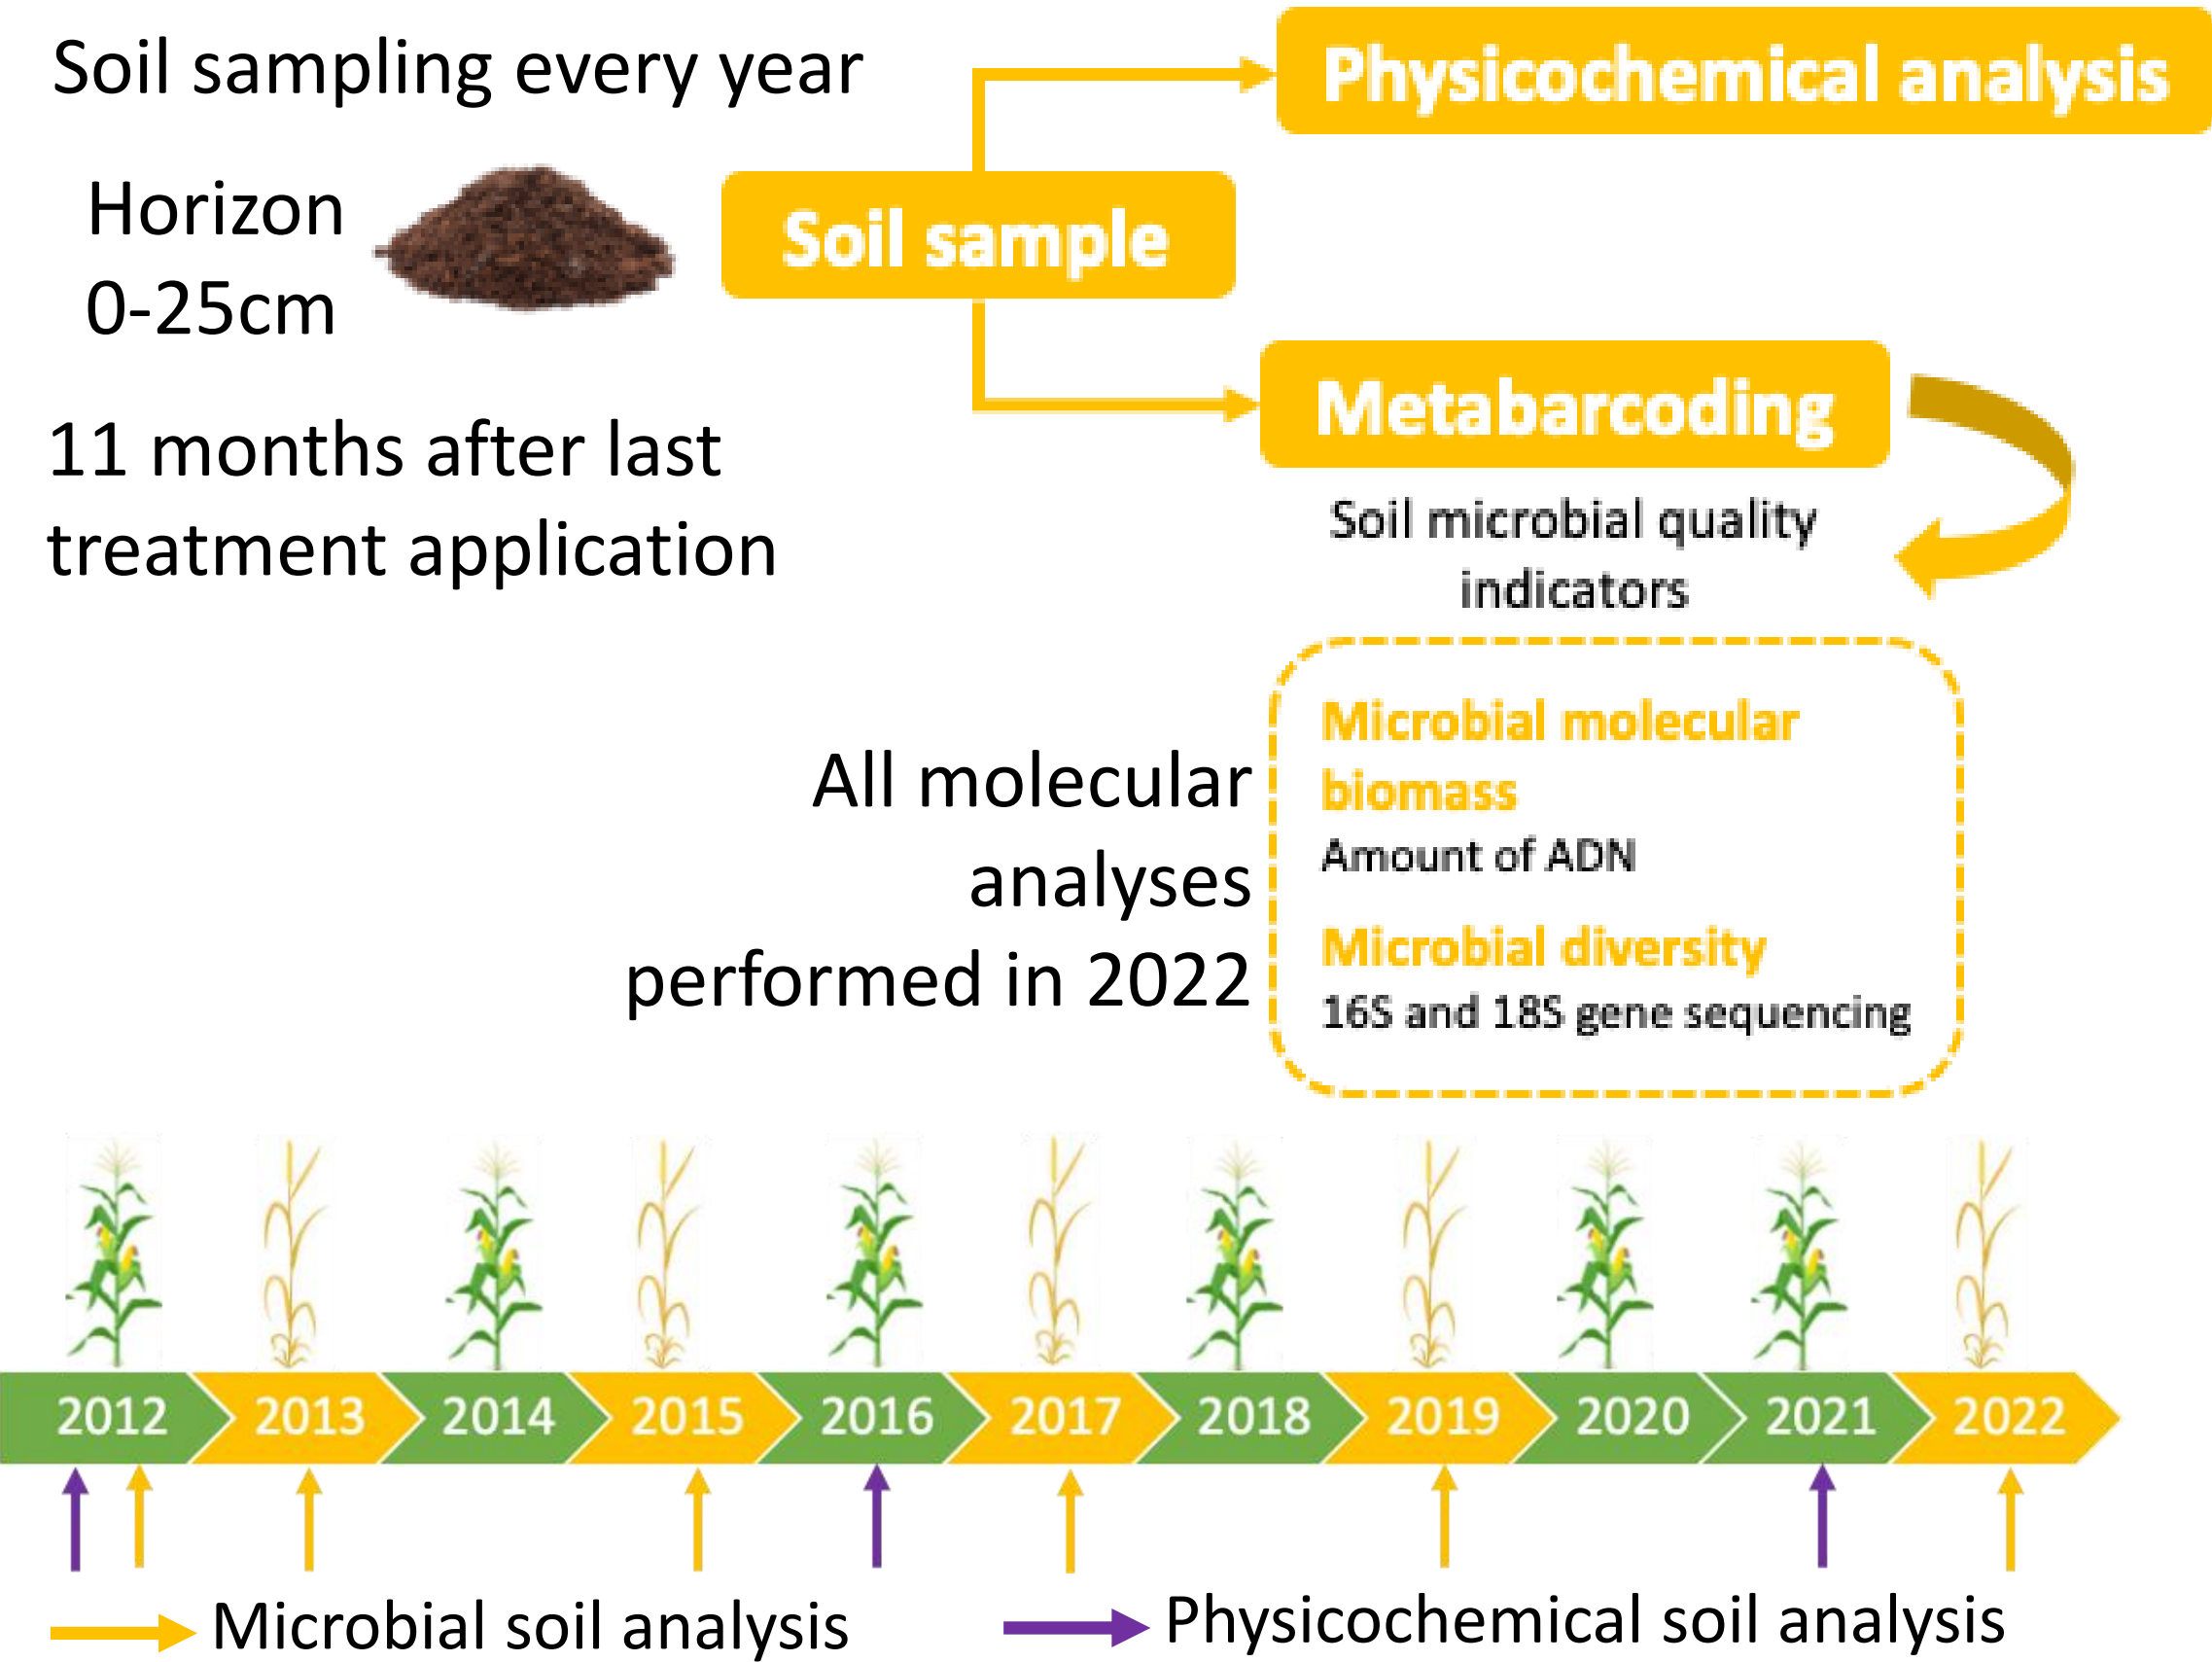 Soil sampling every year
Physicochemical analysis
Horizon
0-25cm
Soil sample
Metabarcoding
11 months after last
treatment application
Soil microbial quality
indicators
Microbial molecular
biomass
Amount of ADN
Microbial diversity
16S and 18S gene sequencing
All molecular
analyses
performed in 2022
2012 2013 2014 2015 2016 2017 2018 2019 2020 2021 2022
Microbial soil analysis
Physicochemical soil analysis